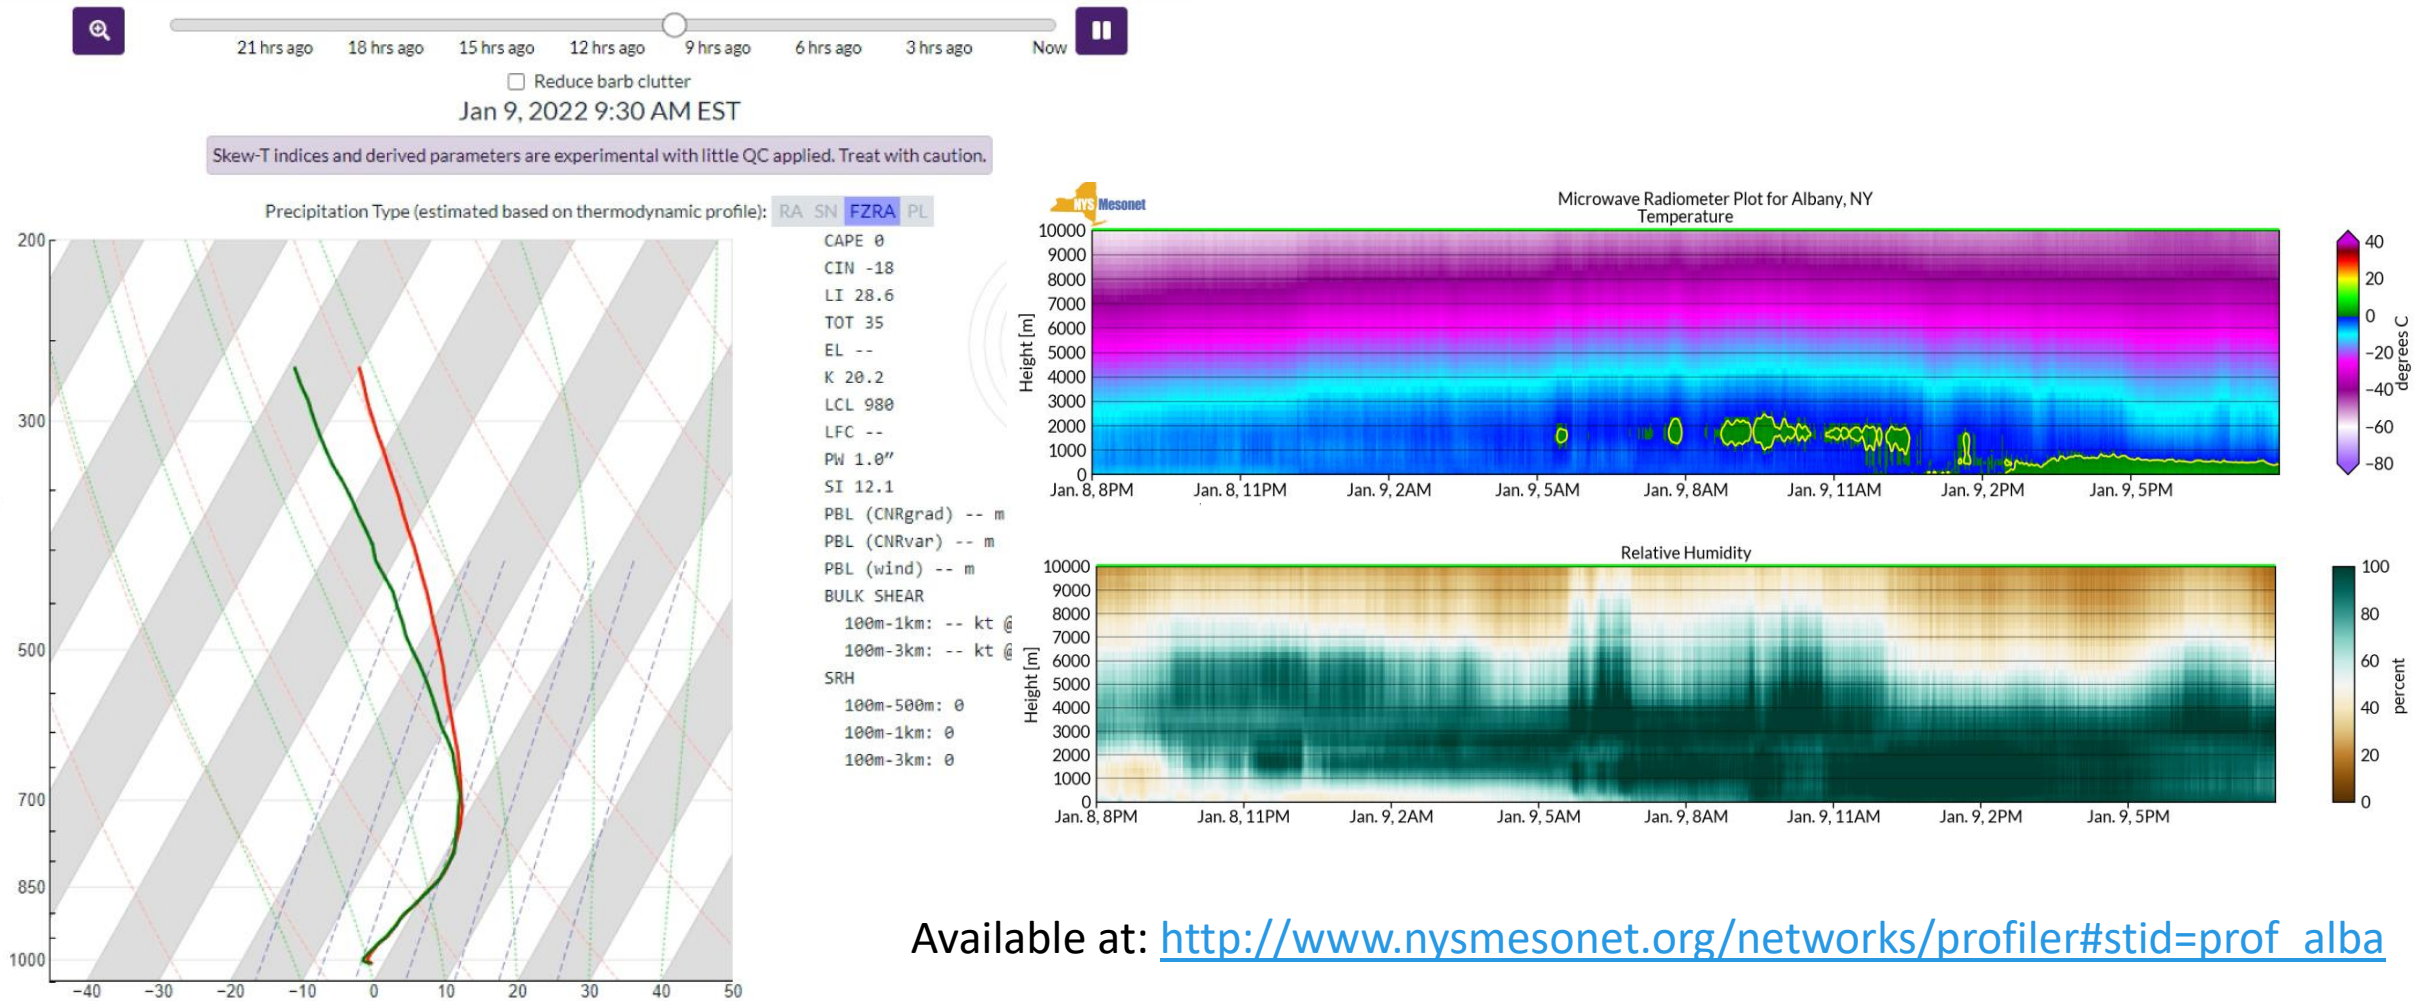 21 hrs ago 18 hrs ago 15 hrs ago 12 hrs ago 9 hrs ago 6 hrs ago 3 hrs ago Now
Reduce barb clutter
Jan 9, 2022 9:30 AM EST
Skew-T indices and derived parameters are experimental with little QC applied. Treat with caution.
Precipitation Type (estimated based on thermodynamic profile): RA SN FZRA PL
200
300
500
700
850
1000
−40 −30 −20 −10 0 10 20 30 40 50
CAPE 0
CIN -18
LI 28.6
TOT 35
EL --
K 20.2
LCL 980
LFC --
PW 1.0"
SI 12.1
PBL (CNRgrad) -- m
PBL (CNRvar) -- m
PBL (wind) -- m
BULK SHEAR
100m-1km: -- kt @
100m-3km: -- kt @
SRH
100m-500m: 0
100m-1km: 0
100m-3km: 0
NYS Mesonet
Microwave Radiometer Plot for Albany, NY
Temperature
Height [m]
10000
9000
8000
7000
6000
5000
4000
3000
2000
1000
0
Jan. 8, 8PM Jan. 8, 11PM Jan. 9, 2AM Jan. 9, 5AM Jan. 9, 8AM Jan. 9, 11AM Jan. 9, 2PM Jan. 9, 5PM
40
20
0
−20
−40
−60
−80
degrees C
Relative Humidity
Height [m]
10000
9000
8000
7000
6000
5000
4000
3000
2000
1000
0
Jan. 8, 8PM Jan. 8, 11PM Jan. 9, 2AM Jan. 9, 5AM Jan. 9, 8AM Jan. 9, 11AM Jan. 9, 2PM Jan. 9, 5PM
100
80
60
40
20
0
percent
Available at: http://www.nysmesonet.org/networks/profiler#stid=prof_alba